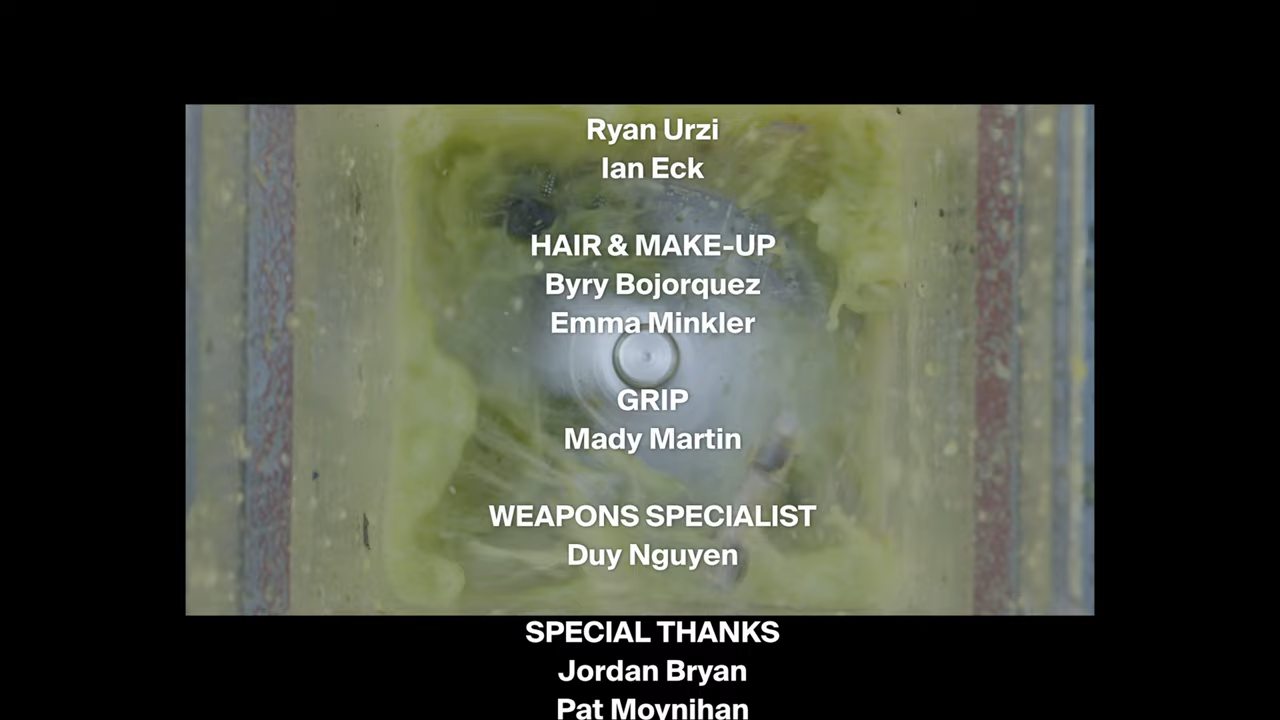 Ryan Urzi
Ian Eck
HAIR & MAKE-UP
Byry Bojorquez
Emma Minkler
GRIP
Mady Martin
WEAPONS SPECIALIST
Duy Nguyen
SPECIAL THANKS
Jordan Bryan
Pat Moynihan